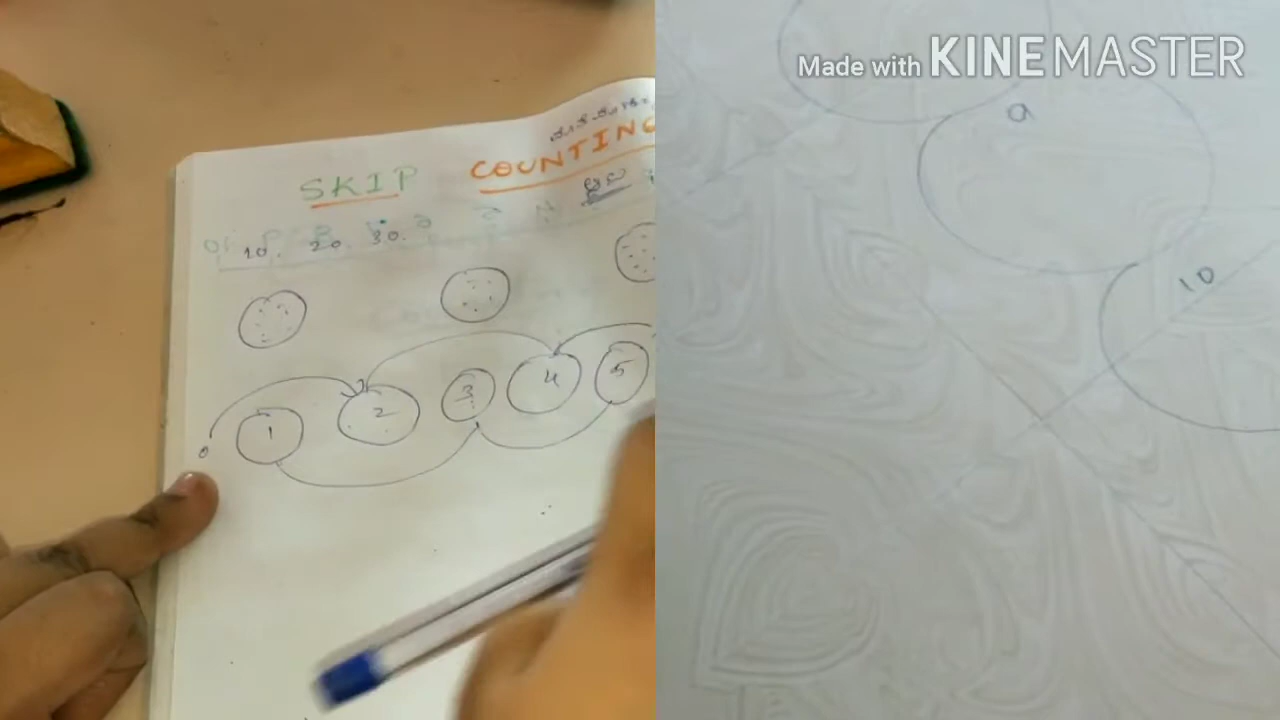 SKIP COUNTING
10. 20. 30.
0 1 2 3 4 5
Made with KINEMASTER
9
10